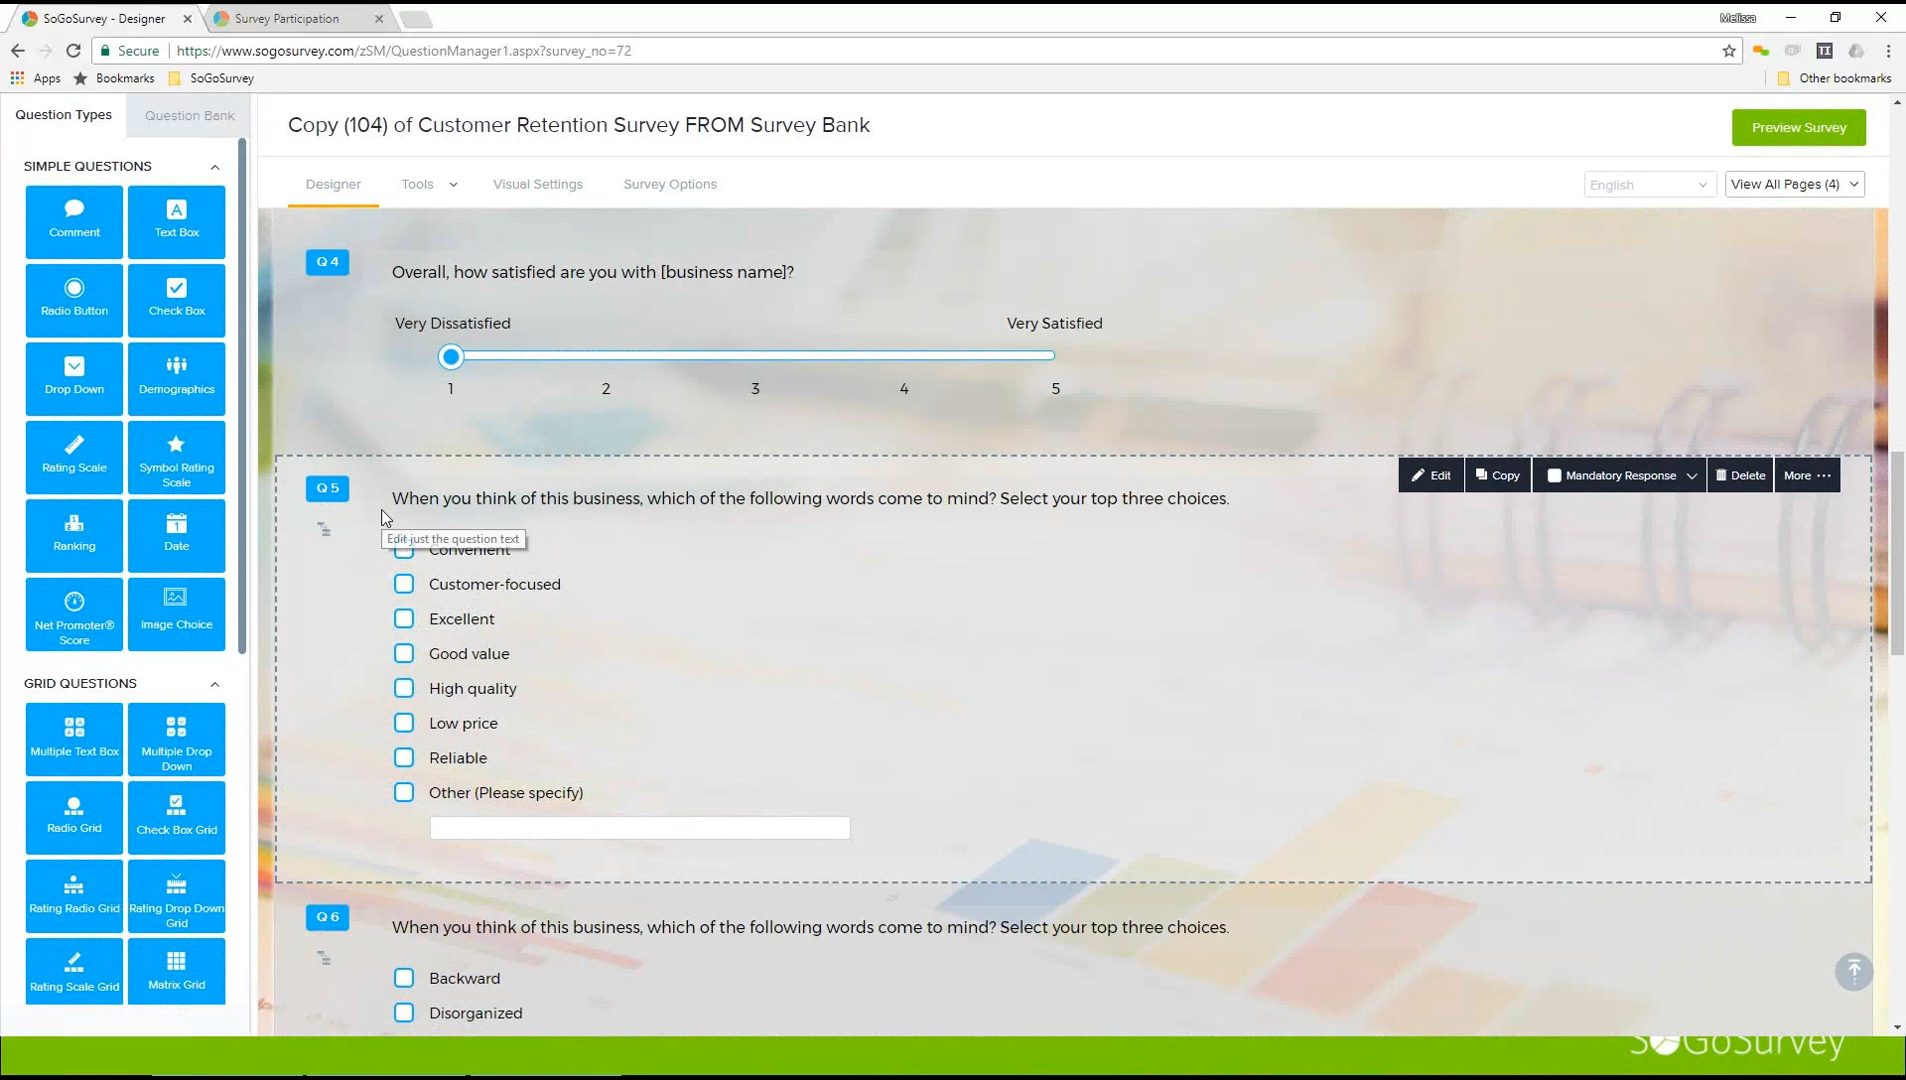 SoGoSurvey - Designer
Survey Participation
Melissa
Secure
https://www.sogosurvey.com/zSM/QuestionManager1.aspx?survey_no=72
Apps
Bookmarks
SoGoSurvey
Other bookmarks
Question Types
Question Bank
Copy (104) of Customer Retention Survey FROM Survey Bank
Preview Survey
SIMPLE QUESTIONS
Designer
Tools
Visual Settings
Survey Options
English
View All Pages (4)
Comment
Text Box
Radio Button
Check Box
Drop Down
Demographics
Rating Scale
Symbol Rating Scale
Ranking
Date
Net Promoter® Score
Image Choice
GRID QUESTIONS
Multiple Text Box
Multiple Drop Down
Radio Grid
Check Box Grid
Rating Radio Grid
Rating Drop Down Grid
Rating Scale Grid
Matrix Grid
Q 4
Overall, how satisfied are you with [business name]?
Very Dissatisfied
Very Satisfied
1 2 3 4 5
Edit
Copy
Mandatory Response
Delete
More
Q 5
When you think of this business, which of the following words come to mind? Select your top three choices.
Edit just the question text
Convenient
Customer-focused
Excellent
Good value
High quality
Low price
Reliable
Other (Please specify)
Q 6
When you think of this business, which of the following words come to mind? Select your top three choices.
Backward
Disorganized
SoGoSurvey